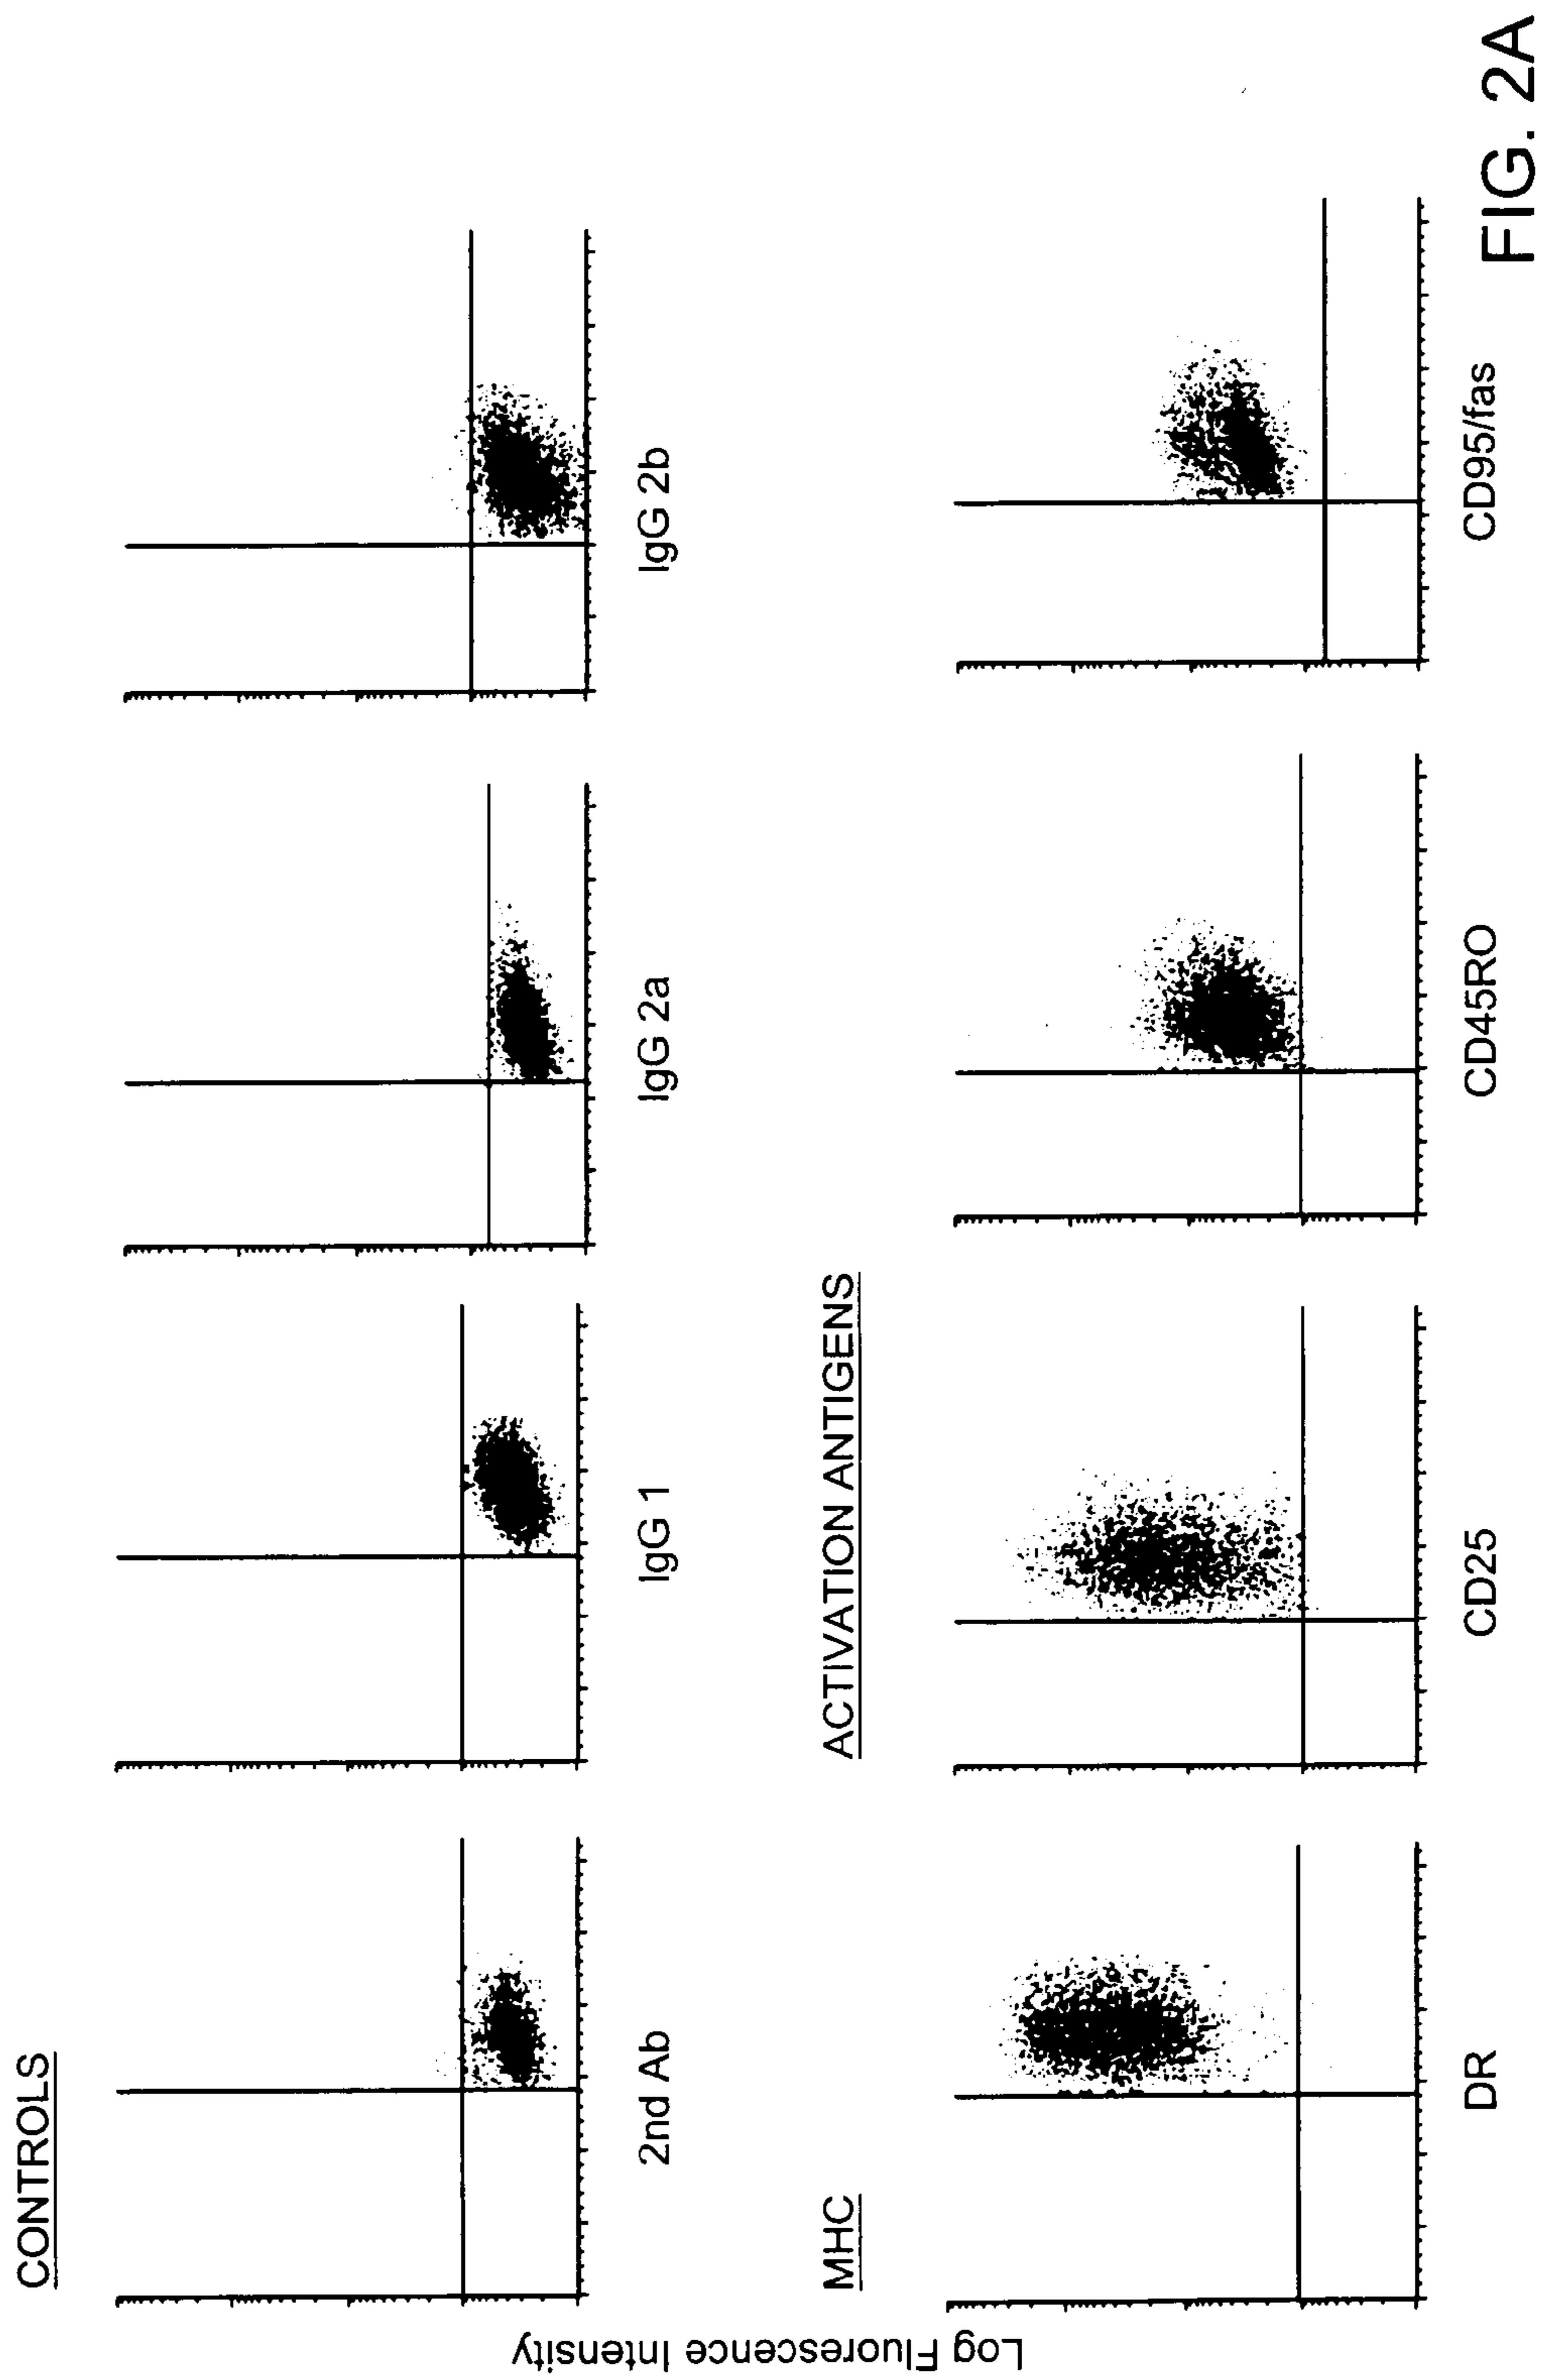 CONTROLS
2nd Ab
IgG 1
IgG 2a
IgG 2b
Log Fluorescence Intensity
MHC
ACTIVATION ANTIGENS
DR
CD25
CD45RO
CD95/fas
FIG. 2A